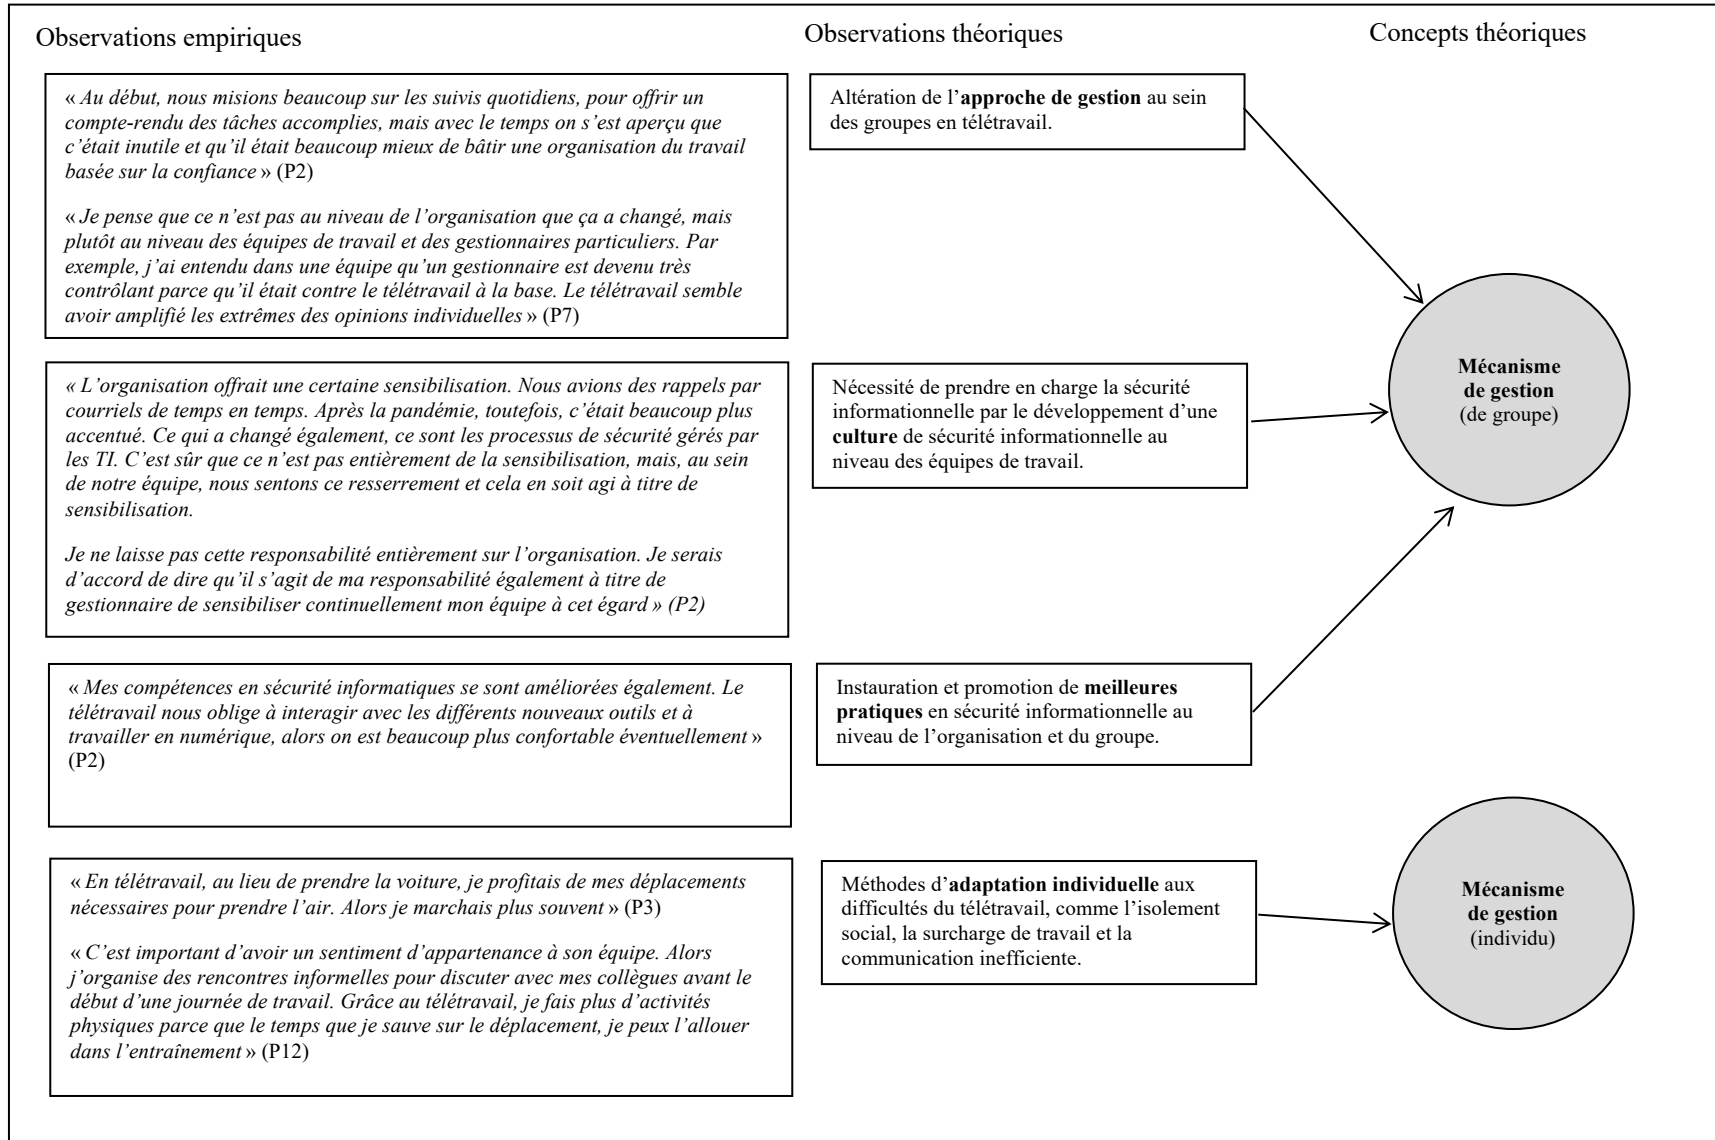 Observations empiriques
Observations théoriques
Concepts théoriques
« Au début, nous misions beaucoup sur les suivis quotidiens, pour offrir un
compte-rendu des tâches accomplies, mais avec le temps on s’est aperçu que
c’était inutile et qu’il était beaucoup mieux de bâtir une organisation du travail
basée sur la confiance » (P2)
« Je pense que ce n’est pas au niveau de l’organisation que ça a changé, mais
plutôt au niveau des équipes de travail et des gestionnaires particuliers. Par
exemple, j’ai entendu dans une équipe qu’un gestionnaire est devenu très
contrôlant parce qu’il était contre le télétravail à la base. Le télétravail semble
avoir amplifié les extrêmes des opinions individuelles » (P7)
Altération de l’approche de gestion au sein
des groupes en télétravail.
« L’organisation offrait une certaine sensibilisation. Nous avions des rappels par
courriels de temps en temps. Après la pandémie, toutefois, c’était beaucoup plus
accentué. Ce qui a changé également, ce sont les processus de sécurité gérés par
les TI. C’est sûr que ce n’est pas entièrement de la sensibilisation, mais, au sein
de notre équipe, nous sentons ce resserrement et cela en soit agi à titre de
sensibilisation.
Je ne laisse pas cette responsabilité entièrement sur l’organisation. Je serais
d’accord de dire qu’il s’agit de ma responsabilité également à titre de
gestionnaire de sensibiliser continuellement mon équipe à cet égard » (P2)
Nécessité de prendre en charge la sécurité
informationnelle par le développement d’une
culture de sécurité informationnelle au
niveau des équipes de travail.
Mécanisme
de gestion
(de groupe)
« Mes compétences en sécurité informatiques se sont améliorées également. Le
télétravail nous oblige à interagir avec les différents nouveaux outils et à
travailler en numérique, alors on est beaucoup plus confortable éventuellement »
(P2)
Instauration et promotion de meilleures
pratiques en sécurité informationnelle au
niveau de l’organisation et du groupe.
« En télétravail, au lieu de prendre la voiture, je profitais de mes déplacements
nécessaires pour prendre l’air. Alors je marchais plus souvent » (P3)
« C’est important d’avoir un sentiment d’appartenance à son équipe. Alors
j’organise des rencontres informelles pour discuter avec mes collègues avant le
début d’une journée de travail. Grâce au télétravail, je fais plus d’activités
physiques parce que le temps que je sauve sur le déplacement, je peux l’allouer
dans l’entraînement » (P12)
Méthodes d’adaptation individuelle aux
difficultés du télétravail, comme l’isolement
social, la surcharge de travail et la
communication inefficiente.
Mécanisme
de gestion
(individu)